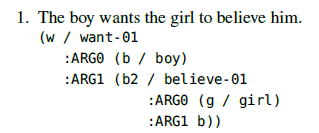 1. The boy wants the girl to believe him.
(w / want-01
:ARG0 (b / boy)
:ARG1 (b2 / believe-01
:ARG0 (g / girl)
:ARG1 b))